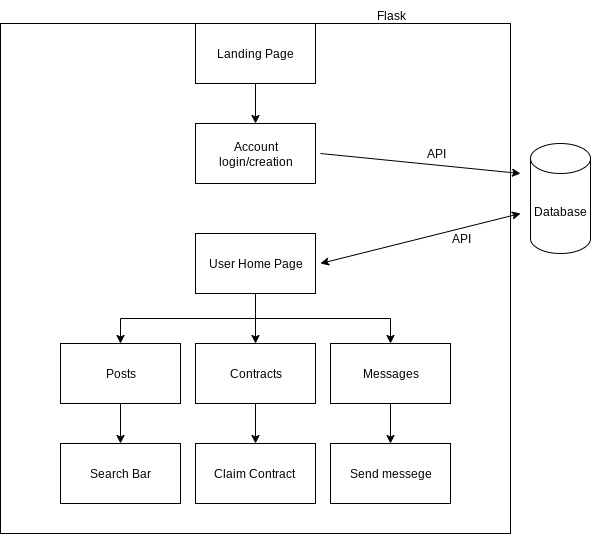 Flask
Landing Page
Account
login/creation
API
Database
API
User Home Page
Posts
Contracts
Messages
Search Bar
Claim Contract
Send messege